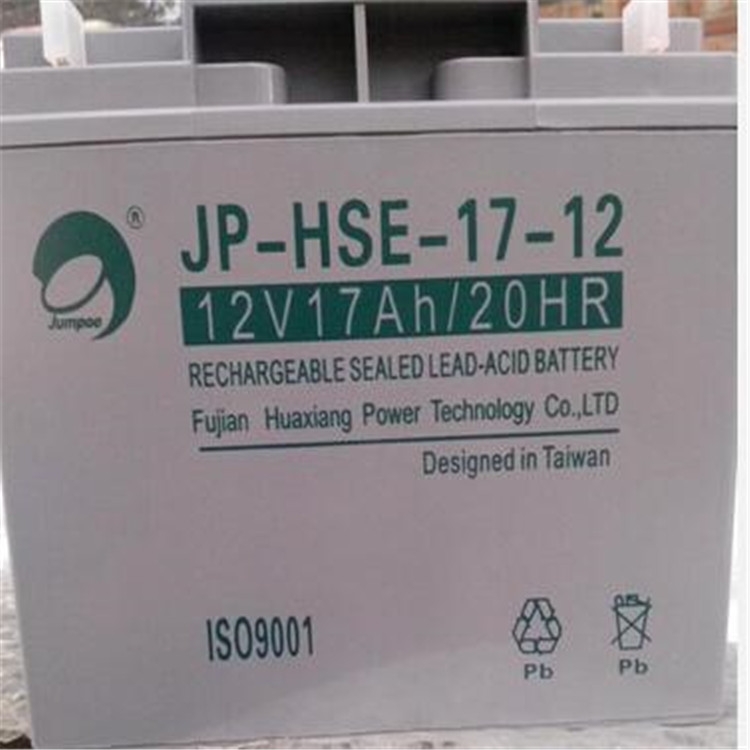 JP-HSE-17-12
®
Jumpoo
12V17Ah/20HR
RECHARGEABLE SEALED LEAD-ACID BATTERY
Fujian Huaxiang Power Technology Co.,LTD
Designed in Taiwan
ISO9001
Pb
Pb